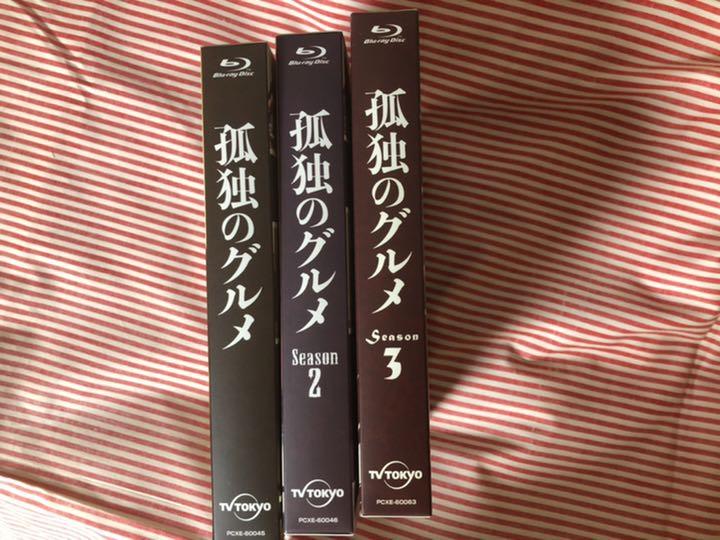 Blu-ray Disc
孤独のグルメ
TV TOKYO
PCXE-60045
Blu-ray Disc
孤独のグルメ
Season
2
TV TOKYO
PCXE-60046
Blu-ray Disc
孤独のグルメ
Season
3
TV TOKYO
PCXE-60063